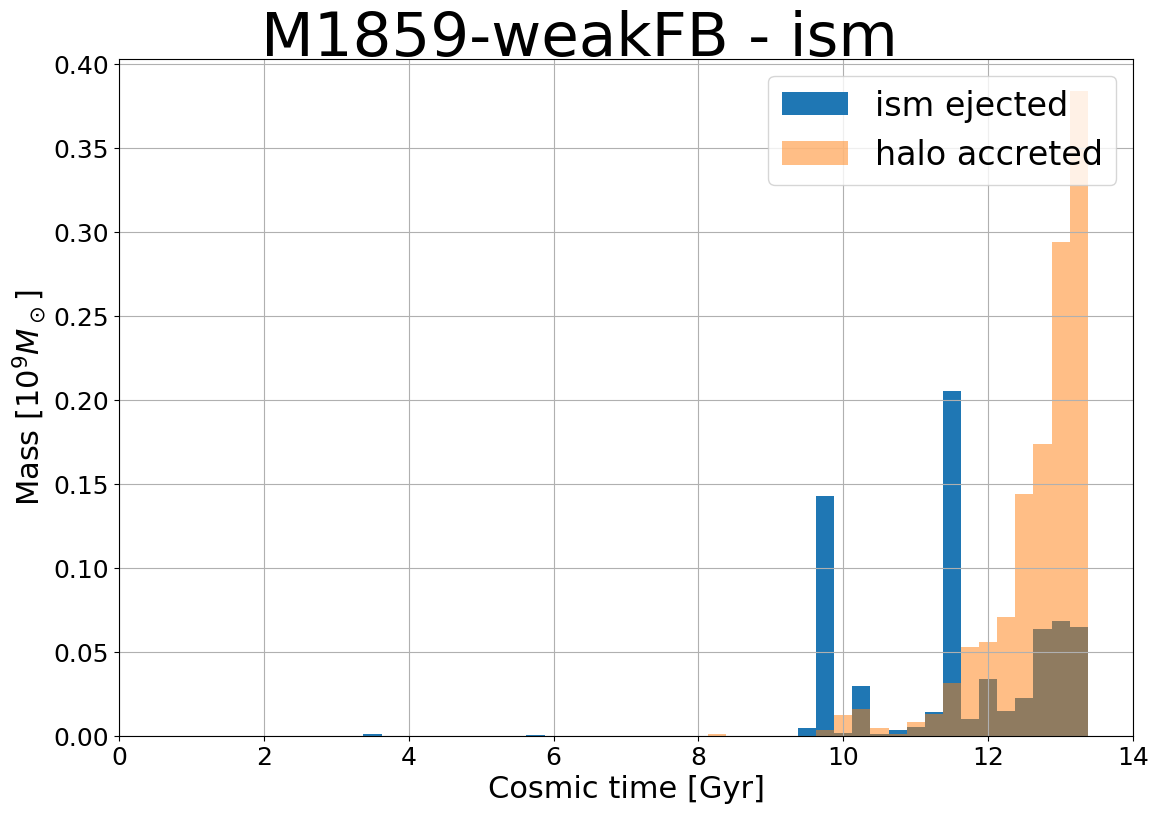 M1859-weakFB - ism
ism ejected
halo accreted
Mass [10⁹M⊙]
0.40
0.35
0.30
0.25
0.20
0.15
0.10
0.05
0.00
0 2 4 6 8 10 12 14
Cosmic time [Gyr]